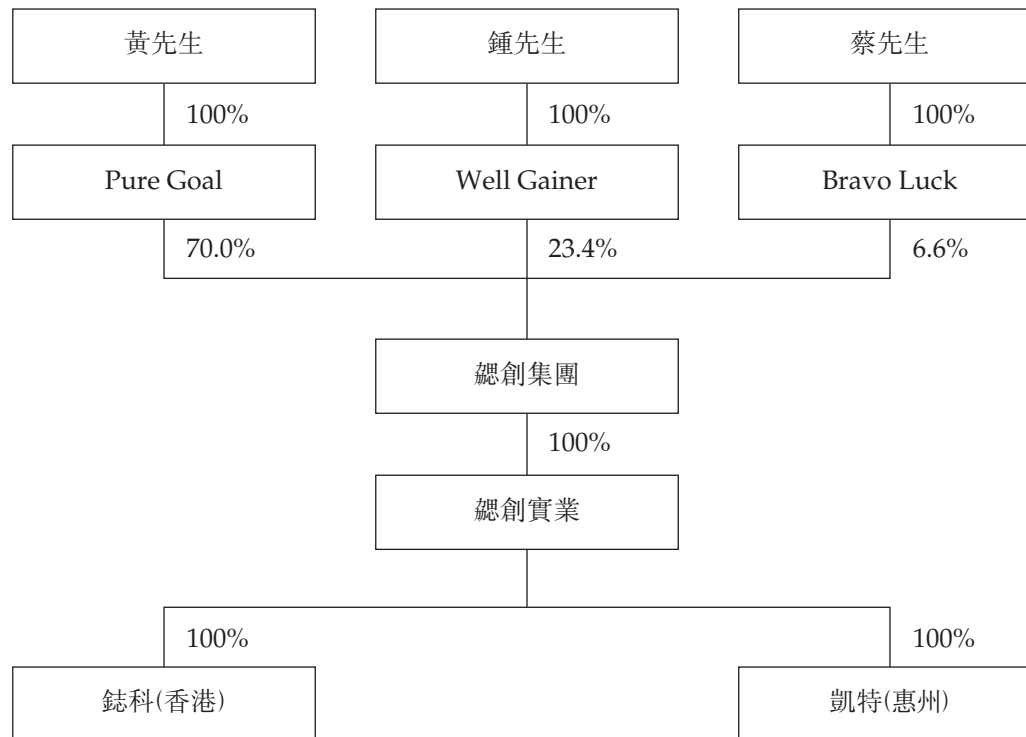 黃先生
鍾先生
蔡先生
100%
100%
100%
Pure Goal
Well Gainer
Bravo Luck
70.0%
23.4%
6.6%
勰創集團
100%
勰創實業
100%
100%
鋕科(香港)
凱特(惠州)